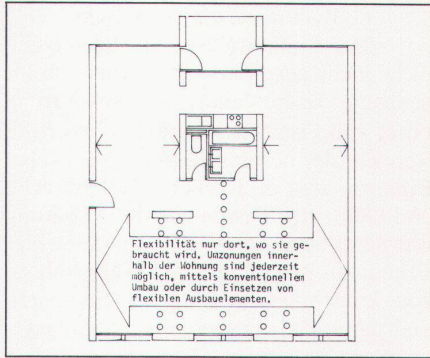 Flexibilität nur dort, wo sie ge-
braucht wird. Umzonungen inner-
halb der Wohnung sind jederzeit
möglich, mittels konventionellem
Umbau oder durch Einsetzen von
flexiblen Ausbauelementen.